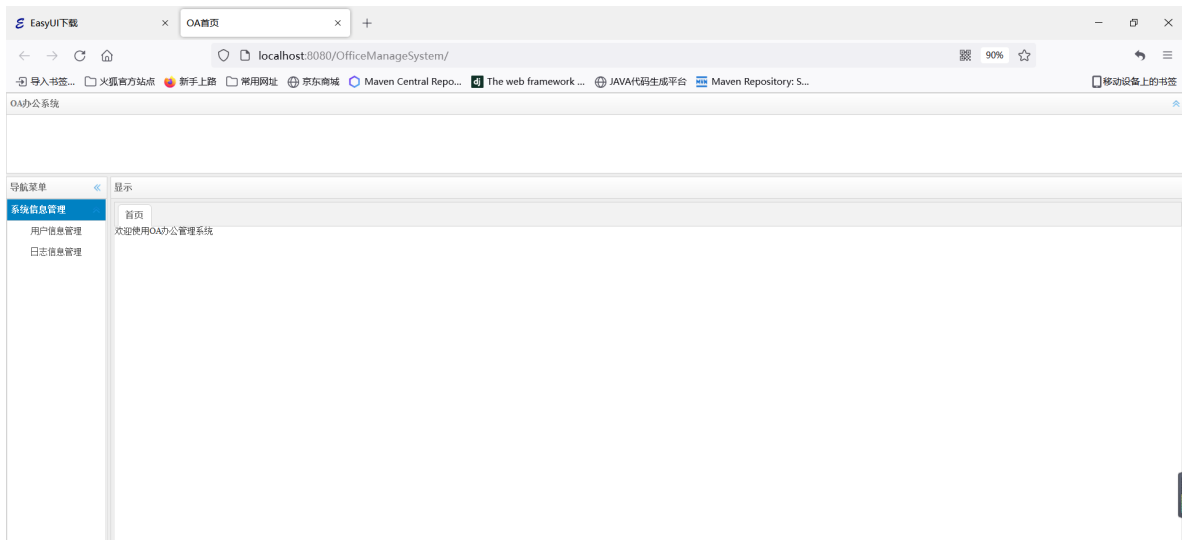 EasyUI下载 OA首页
localhost:8080/OfficeManageSystem/ 90%
导入书签... 火狐官方站点 新手上路 常用网址 京东商城 Maven Central Repo... dj The web framework ... JAVA代码生成平台 MVN Maven Repository: S... 移动设备上的书签
OA办公系统
导航菜单 显示
系统信息管理 首页
用户信息管理 欢迎使用OA办公管理系统
日志信息管理